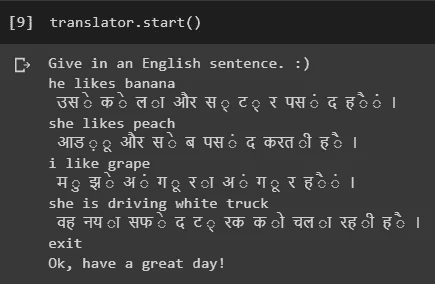 [9] translator.start()
Give in an English sentence. :)
he likes banana
उस े क े ल ा और स ् ट ् र पस ं द ह ै ं ।
she likes peach
आड ़ ू और स े ब पस ं द करत ी ह ै ।
i like grape
म ु झ े अ ं ग ू र ा अ ं ग ू र ह ै ं ।
she is driving white truck
वह नय ा सफ े द ट ् रक क ो चल ा रह ी ह ै ।
exit
Ok, have a great day!